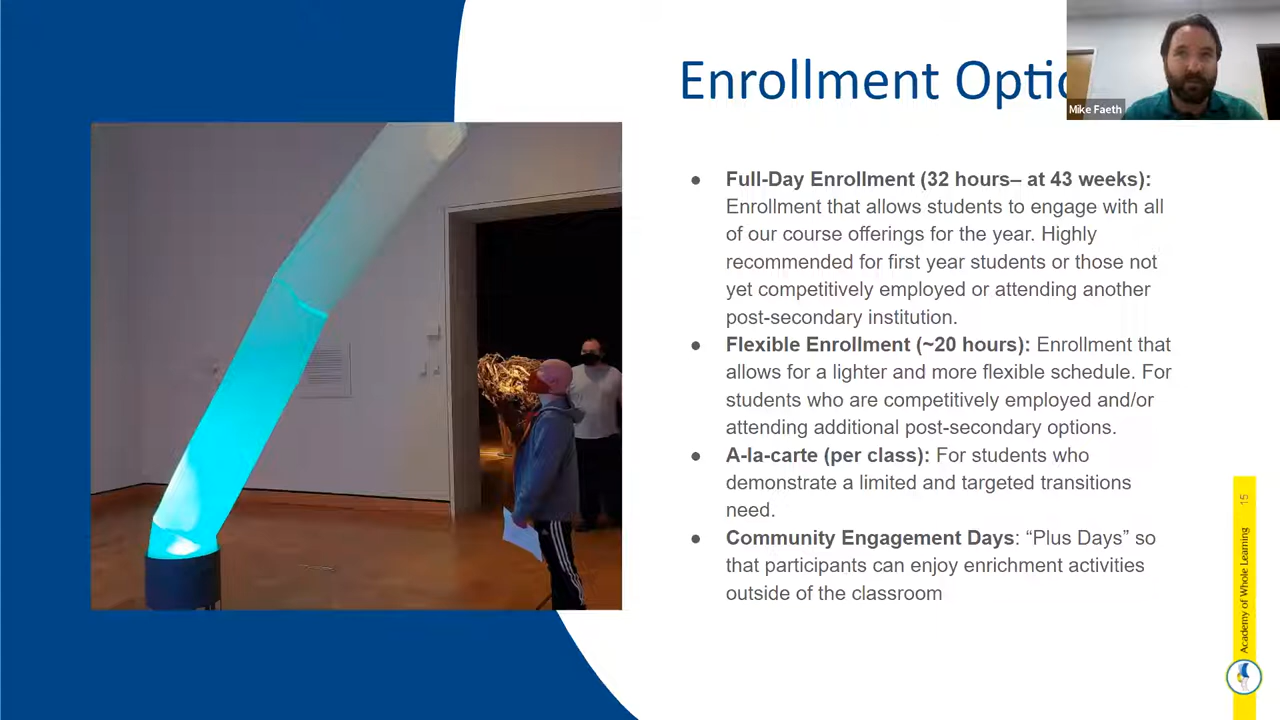 Enrollment Optio
Mike Faeth
● Full-Day Enrollment (32 hours– at 43 weeks):
Enrollment that allows students to engage with all
of our course offerings for the year. Highly
recommended for first year students or those not
yet competitively employed or attending another
post-secondary institution.
● Flexible Enrollment (~20 hours): Enrollment that
allows for a lighter and more flexible schedule. For
students who are competitively employed and/or
attending additional post-secondary options.
● A-la-carte (per class): For students who
demonstrate a limited and targeted transitions
need.
● Community Engagement Days: “Plus Days” so
that participants can enjoy enrichment activities
outside of the classroom
15
Academy of Whole Learning